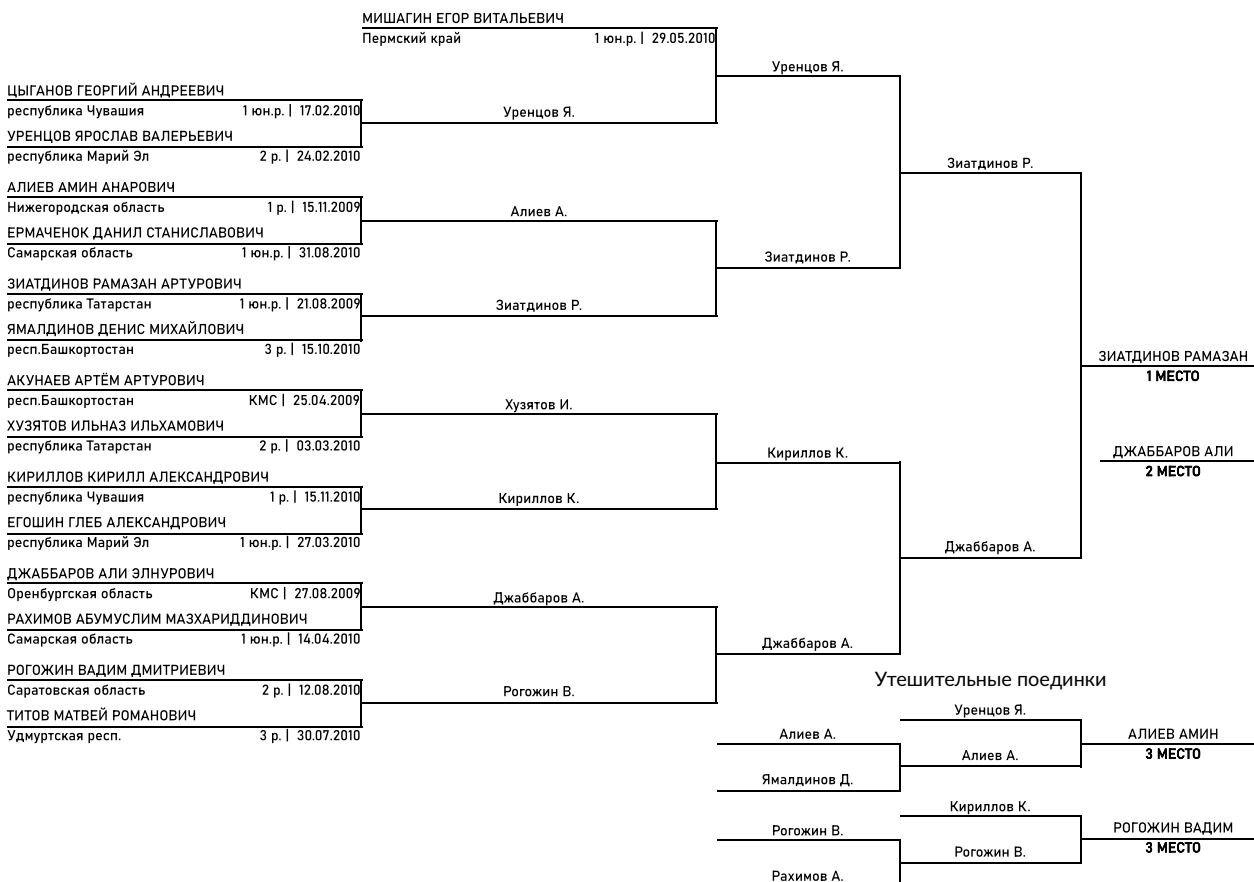 МИШАГИН ЕГОР ВИТАЛЬЕВИЧ
Пермский край 1 юн.р. | 29.05.2010
Уренцов Я.
ЦЫГАНОВ ГЕОРГИЙ АНДРЕЕВИЧ
республика Чувашия 1 юн.р. | 17.02.2010
Уренцов Я.
УРЕНЦОВ ЯРОСЛАВ ВАЛЕРЬЕВИЧ
республика Марий Эл 2 р. | 24.02.2010
Зиатдинов Р.
АЛИЕВ АМИН АНАРОВИЧ
Нижегородская область 1 р. | 15.11.2009
Алиев А.
ЕРМАЧЕНОК ДАНИЛ СТАНИСЛАВОВИЧ
Самарская область 1 юн.р. | 31.08.2010
Зиатдинов Р.
ЗИАТДИНОВ РАМАЗАН АРТУРОВИЧ
республика Татарстан 1 юн.р. | 21.08.2009
Зиатдинов Р.
ЯМАЛДИНОВ ДЕНИС МИХАЙЛОВИЧ
респ.Башкортостан 3 р. | 15.10.2010
ЗИАТДИНОВ РАМАЗАН
1 МЕСТО
АКУНАЕВ АРТЁМ АРТУРОВИЧ
респ.Башкортостан КМС | 25.04.2009
Хузятов И.
ХУЗЯТОВ ИЛЬНАЗ ИЛЬХАМОВИЧ
республика Татарстан 2 р. | 03.03.2010
Кириллов К.
ДЖАББАРОВ АЛИ
2 МЕСТО
КИРИЛЛОВ КИРИЛЛ АЛЕКСАНДРОВИЧ
республика Чувашия 1 р. | 15.11.2010
Кириллов К.
ЕГОШИН ГЛЕБ АЛЕКСАНДРОВИЧ
республика Марий Эл 1 юн.р. | 27.03.2010
Джаббаров А.
ДЖАББАРОВ АЛИ ЭЛНУРОВИЧ
Оренбургская область КМС | 27.08.2009
Джаббаров А.
РАХИМОВ АБУМУСЛИМ МАЗХАРИДДИНОВИЧ
Самарская область 1 юн.р. | 14.04.2010
Джаббаров А.
РОГОЖИН ВАДИМ ДМИТРИЕВИЧ
Саратовская область 2 р. | 12.08.2010
Рогожин В.
ТИТОВ МАТВЕЙ РОМАНОВИЧ
Удмуртская респ. 3 р. | 30.07.2010
Утешительные поединки
Уренцов Я.
Алиев А.
АЛИЕВ АМИН
3 МЕСТО
Алиев А.
Ямалдинов Д.
Кириллов К.
Рогожин В.
РОГОЖИН ВАДИМ
3 МЕСТО
Рогожин В.
Рахимов А.